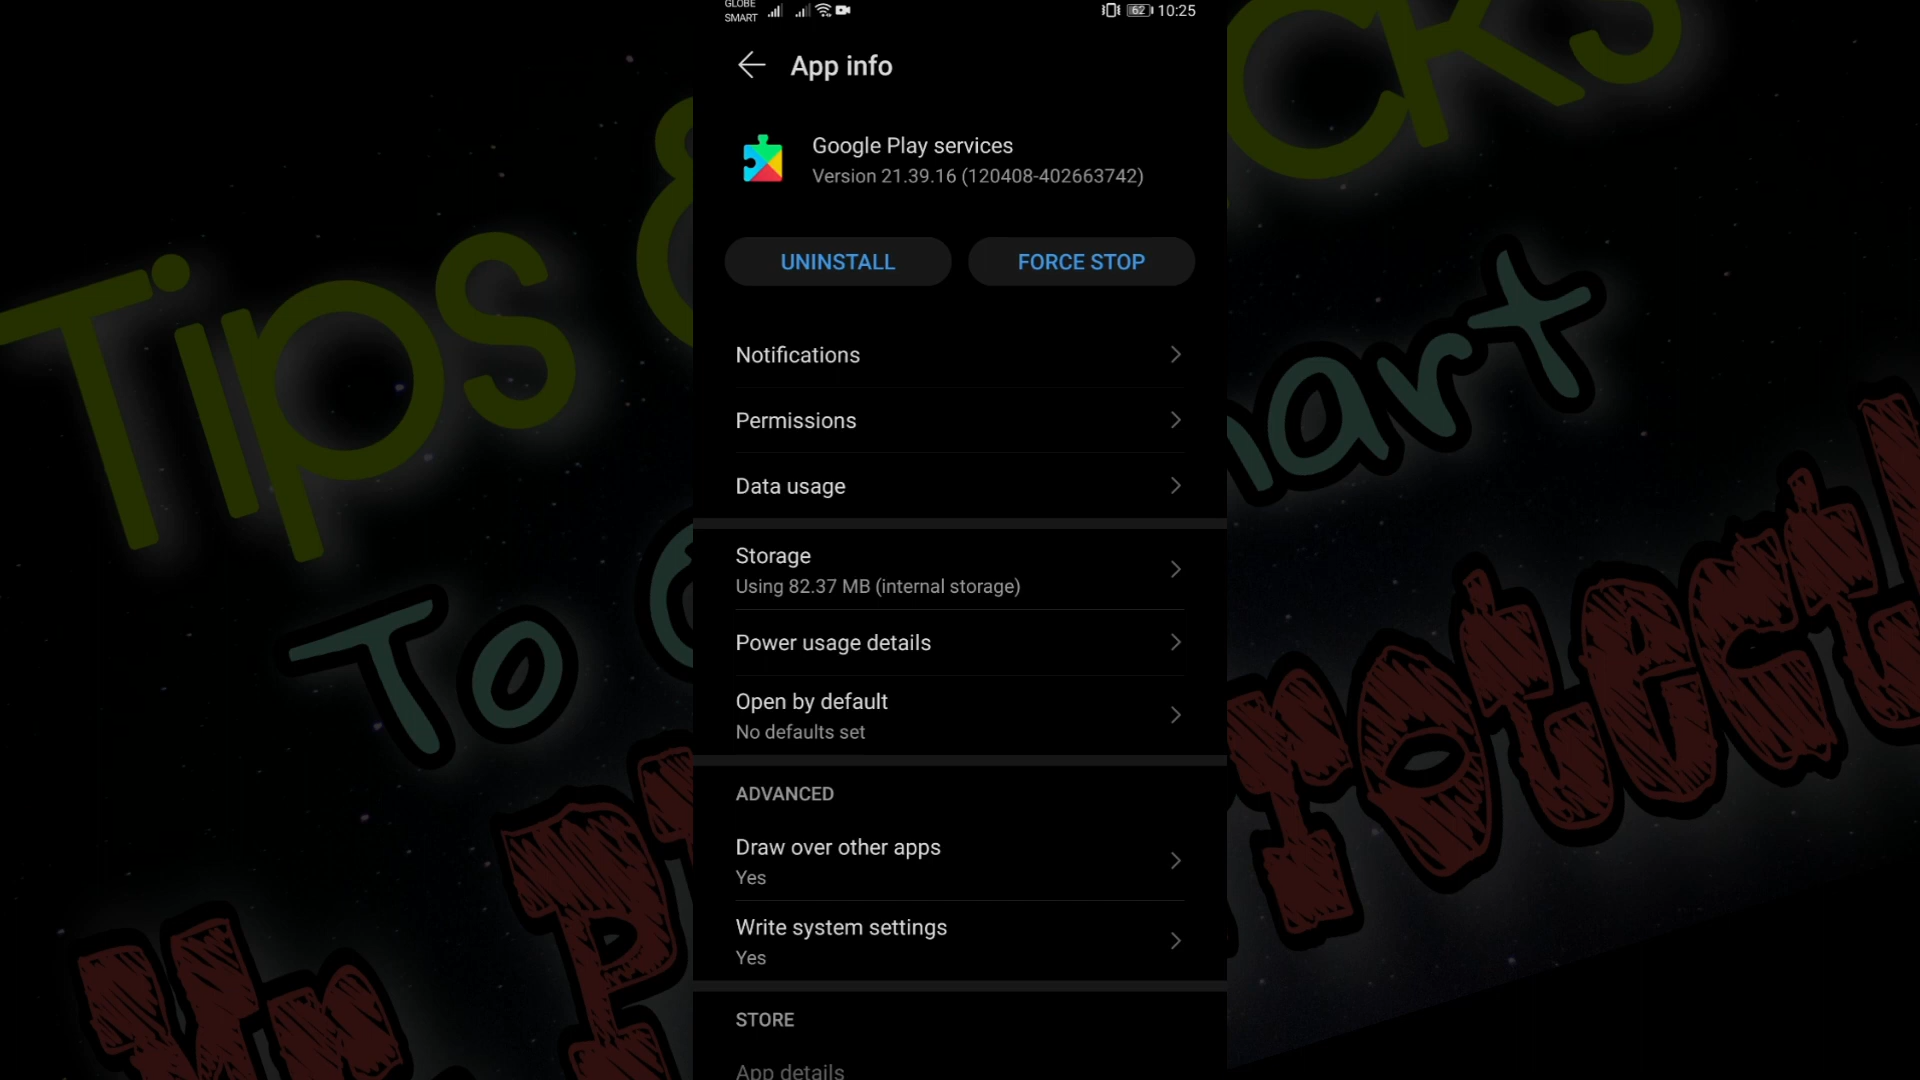 GLOBE
SMART
62
10:25
App info
Google Play services
Version 21.39.16 (120408-402663742)
UNINSTALL
FORCE STOP
Notifications
Permissions
Data usage
Storage
Using 82.37 MB (internal storage)
Power usage details
Open by default
No defaults set
ADVANCED
Draw over other apps
Yes
Write system settings
Yes
STORE
App details
Tips &
To